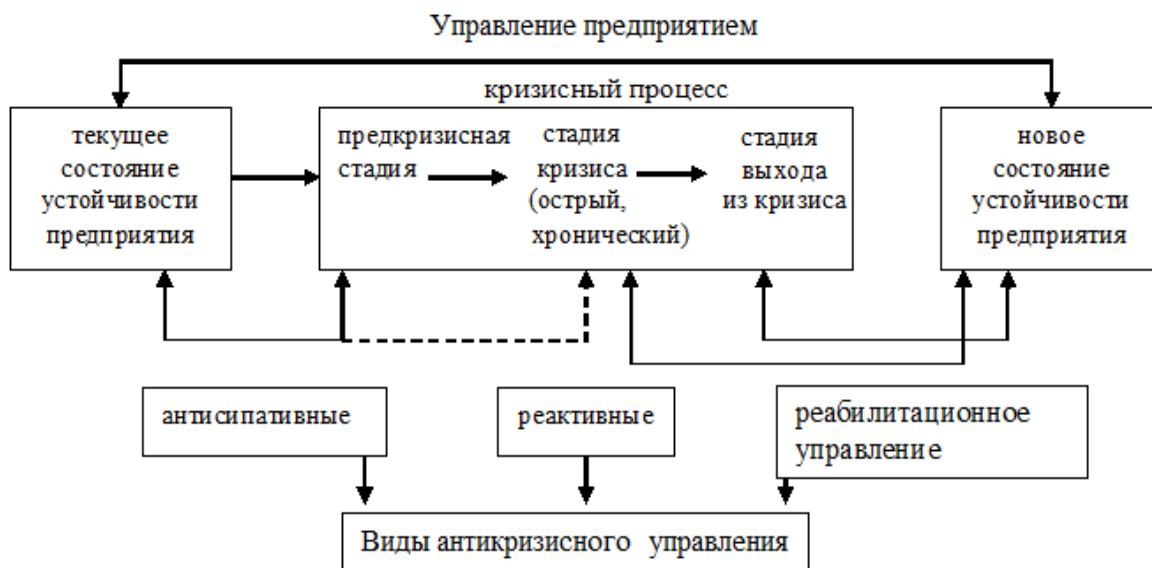 Управление предприятием
кризисный процесс
текущее
состояние
устойчивости
предприятия
предкризисная
стадия
стадия
кризиса
(острый,
хронический)
стадия
выхода
из кризиса
новое
состояние
устойчивости
предприятия
антисипативные
реактивные
реабилитационное
управление
Виды антикризисного управления